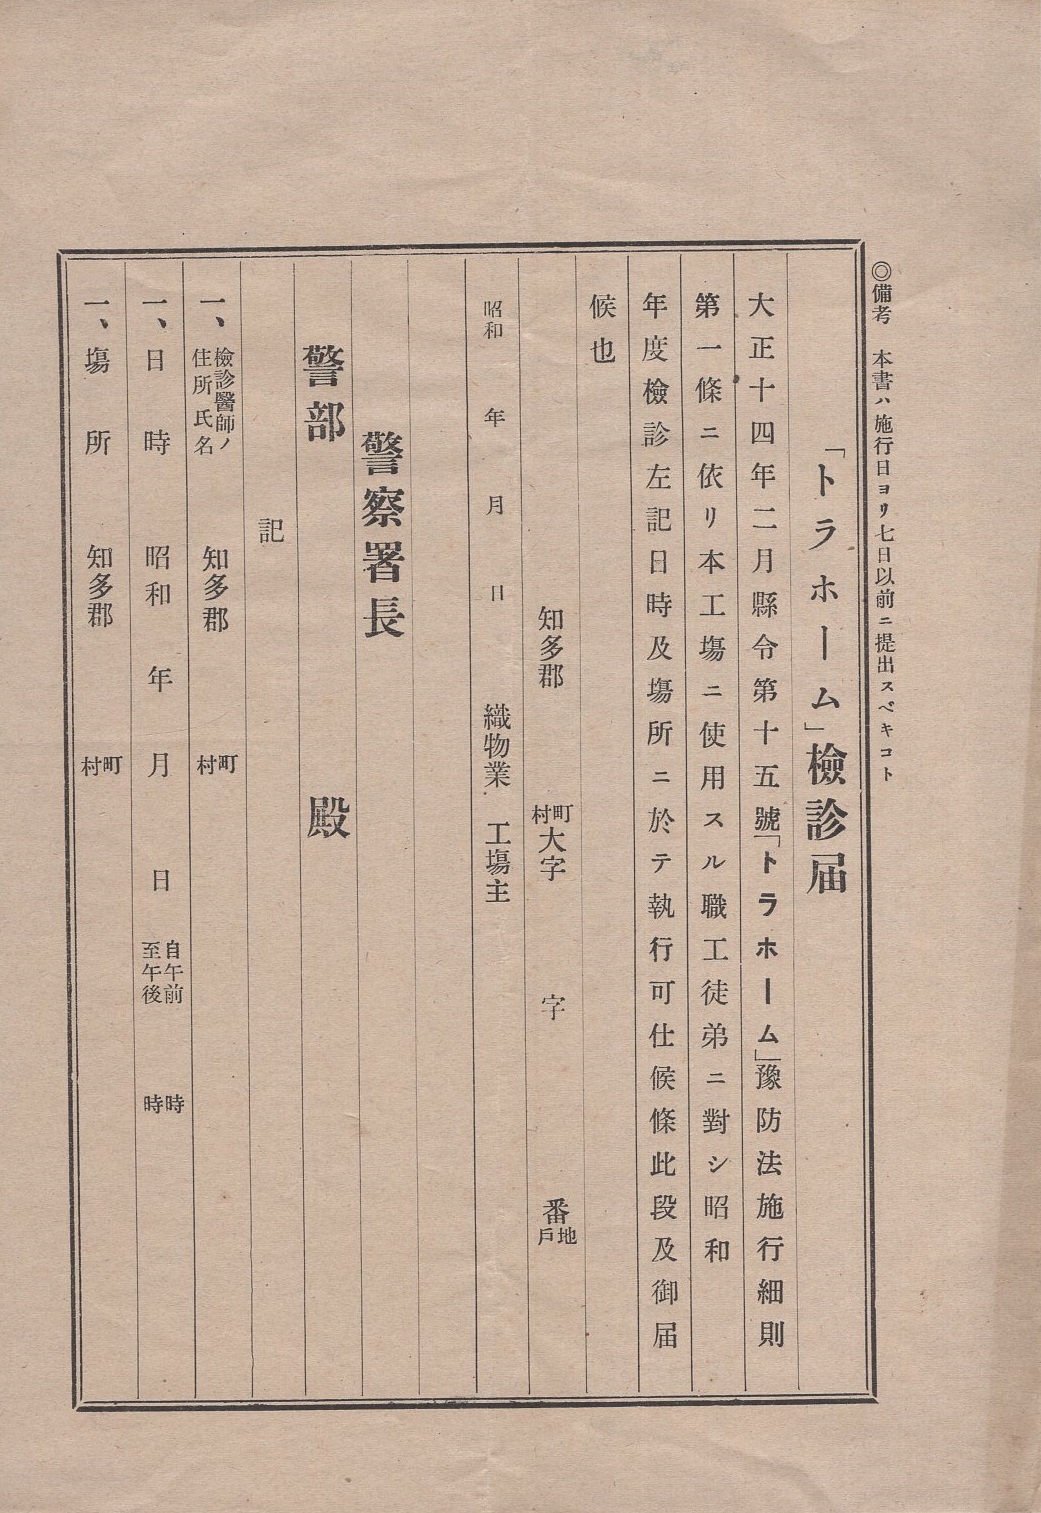 ◎備考　本書ハ施行日ヨリ七日以前ニ提出スベキコト
「トラホーム」檢診届
大正十四年二月縣令第十五號「トラホーム」豫防法施行細則
第一條ニ依リ本工塲ニ使用スル職工徒弟ニ對シ昭和
年度檢診左記日時及塲所ニ於テ執行可仕候條此段及御届
候也
知多郡　町村大字　字　番地戶
昭和　年　月　日　織物業　工塲主
警察署長
警部　殿
記
一、檢診醫師ノ住所氏名　知多郡　町村
一、日時　昭和　年　月　日　自午前至午後　時時
一、塲所　知多郡　町村